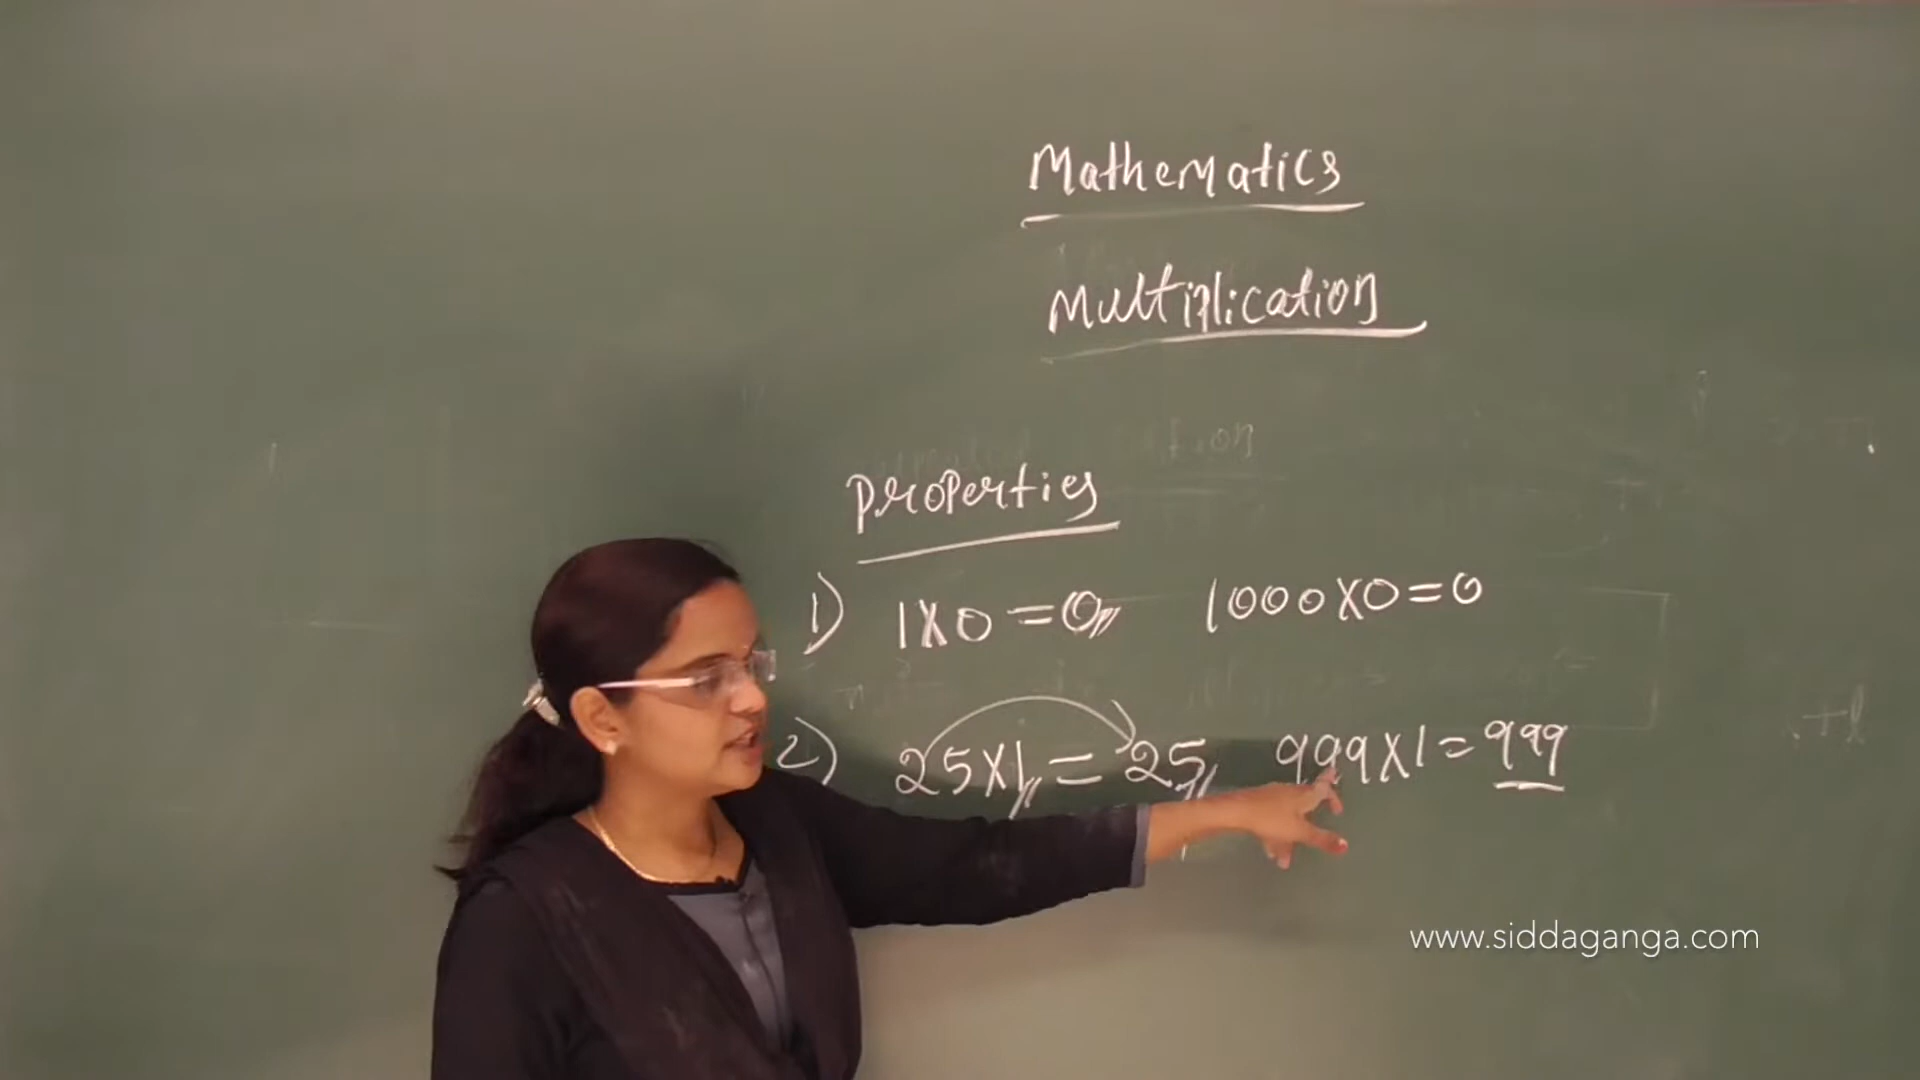 Mathematics
Multiplication
Properties
1) 1X0=0,, 1000X0=0
2) 25X1,,=25,, 999X1=999
www.siddaganga.com